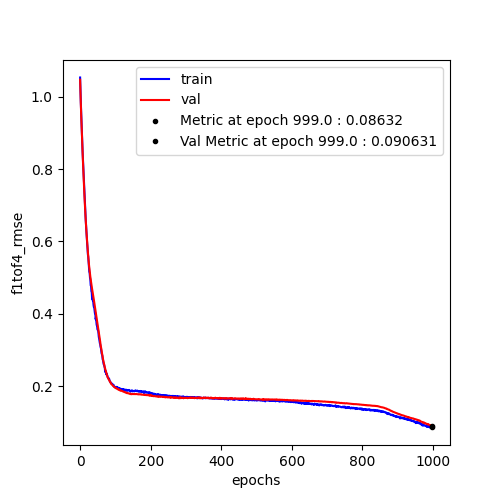 train
val
Metric at epoch 999.0 : 0.08632
Val Metric at epoch 999.0 : 0.090631
f1tof4_rmse
1.0
0.8
0.6
0.4
0.2
0 200 400 600 800 1000
epochs